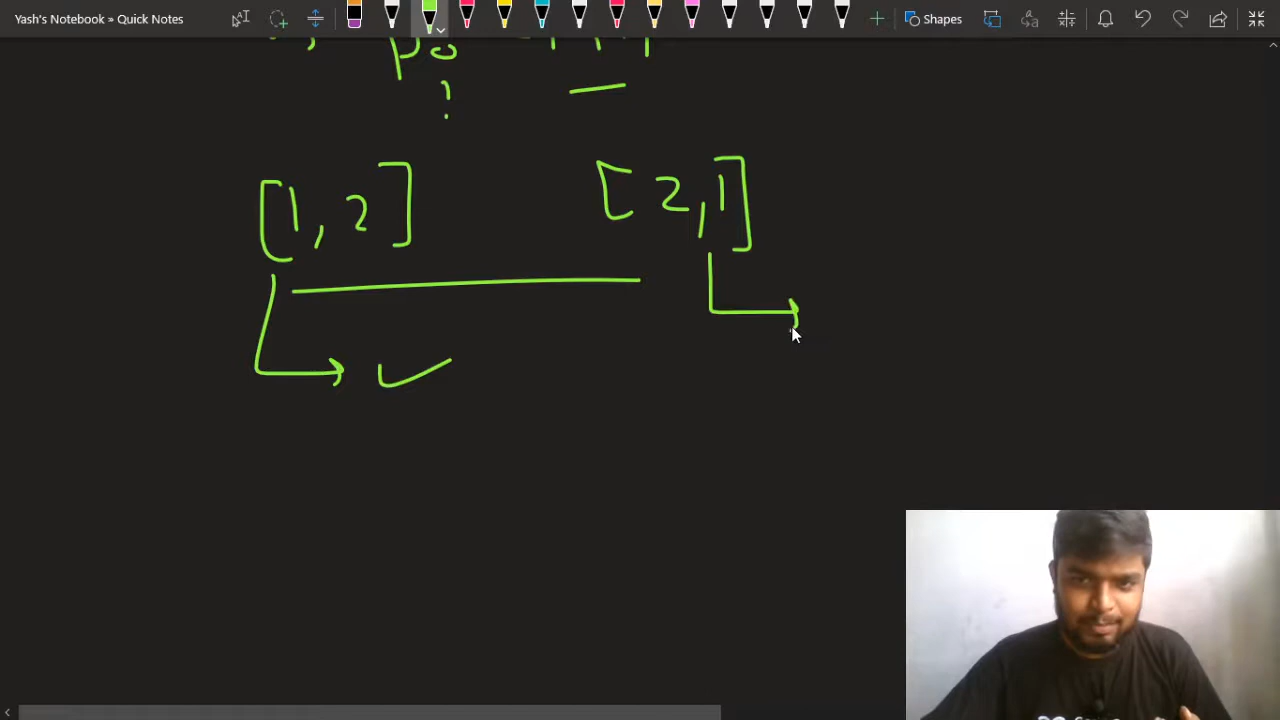 Yash's Notebook » Quick Notes
Shapes
[1, 2] [2, 1]